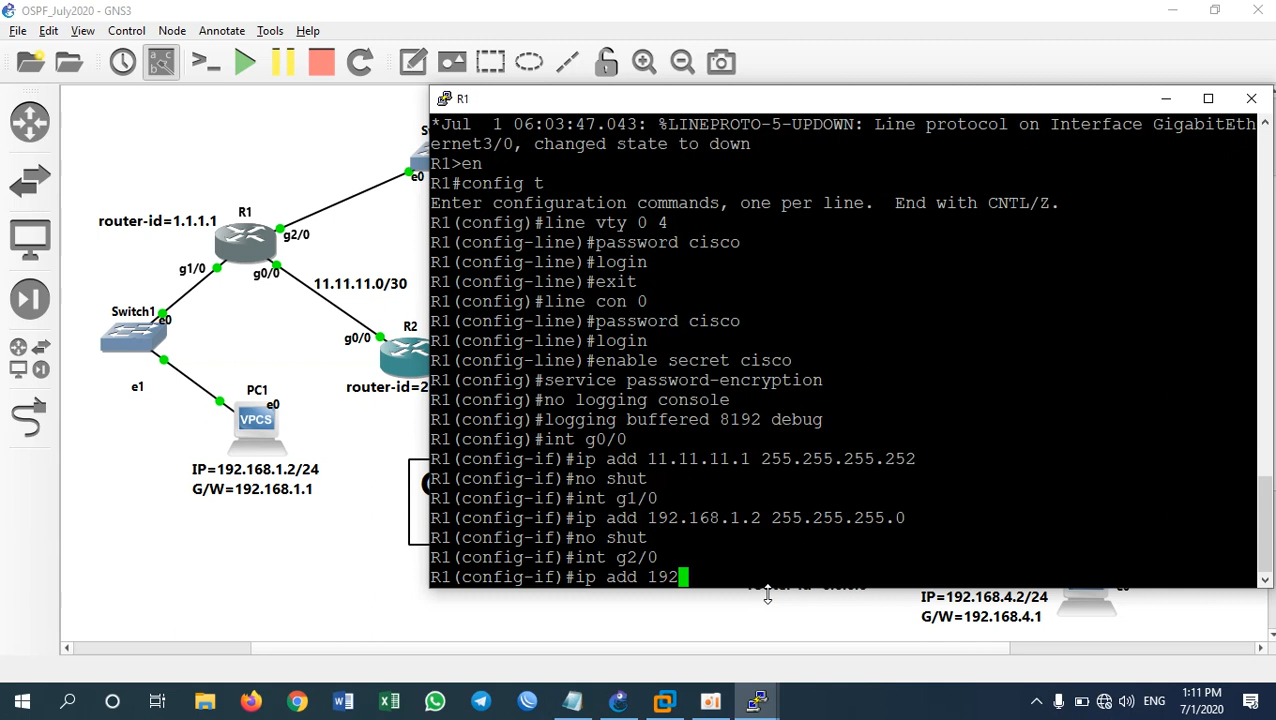 OSPF_July2020 - GNS3
File Edit View Control Node Annotate Tools Help
R1
*Jul  1 06:03:47.043: %LINEPROTO-5-UPDOWN: Line protocol on Interface GigabitEth
ernet3/0, changed state to down
R1>en
R1#config t
Enter configuration commands, one per line.  End with CNTL/Z.
R1(config)#line vty 0 4
R1(config-line)#password cisco
R1(config-line)#login
R1(config-line)#exit
R1(config)#line con 0
R1(config-line)#password cisco
R1(config-line)#login
R1(config-line)#enable secret cisco
R1(config)#service password-encryption
R1(config)#no logging console
R1(config)#logging buffered 8192 debug
R1(config)#int g0/0
R1(config-if)#ip add 11.11.11.1 255.255.255.252
R1(config-if)#no shut
R1(config-if)#int g1/0
R1(config-if)#ip add 192.168.1.2 255.255.255.0
R1(config-if)#no shut
R1(config-if)#int g2/0
R1(config-if)#ip add 192
e0
router-id=1.1.1.1
R1
g2/0
g1/0
g0/0
11.11.11.0/30
Switch1
e0
R2
g0/0
router-id=2
e1
PC1
e0
VPCS
IP=192.168.1.2/24
G/W=192.168.1.1
IP=192.168.4.2/24
G/W=192.168.4.1
e0
ENG
1:11 PM
7/1/2020